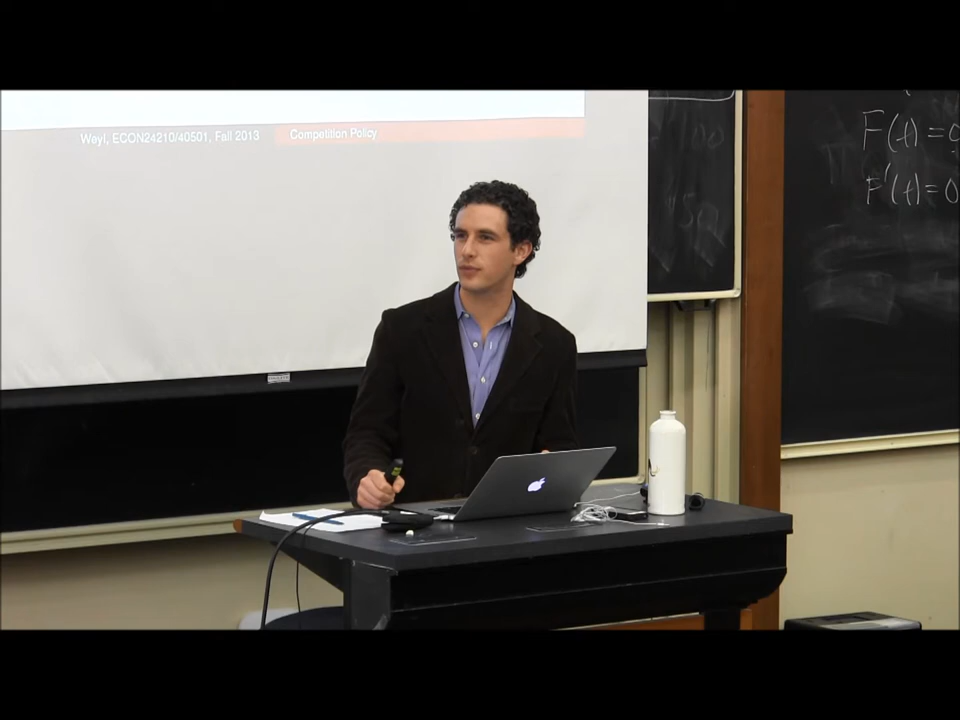 Weyl, ECON24210/40501, Fall 2013 Competition Policy
F(t) =
F'(t) = 0